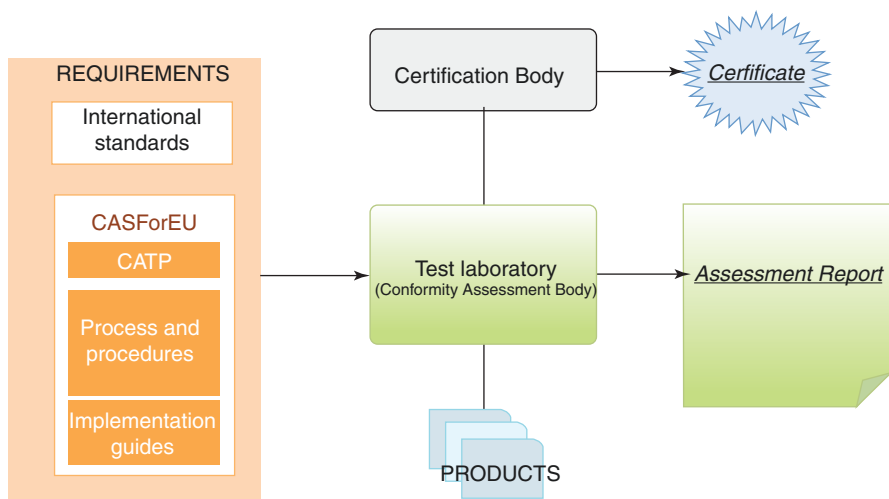 REQUIREMENTS
International
standards
CASForEU
CATP
Process and
procedures
Implementation
guides
Certification Body
Cerfificate
Test laboratory
(Conformity Assessment Body)
Assessment Report
PRODUCTS